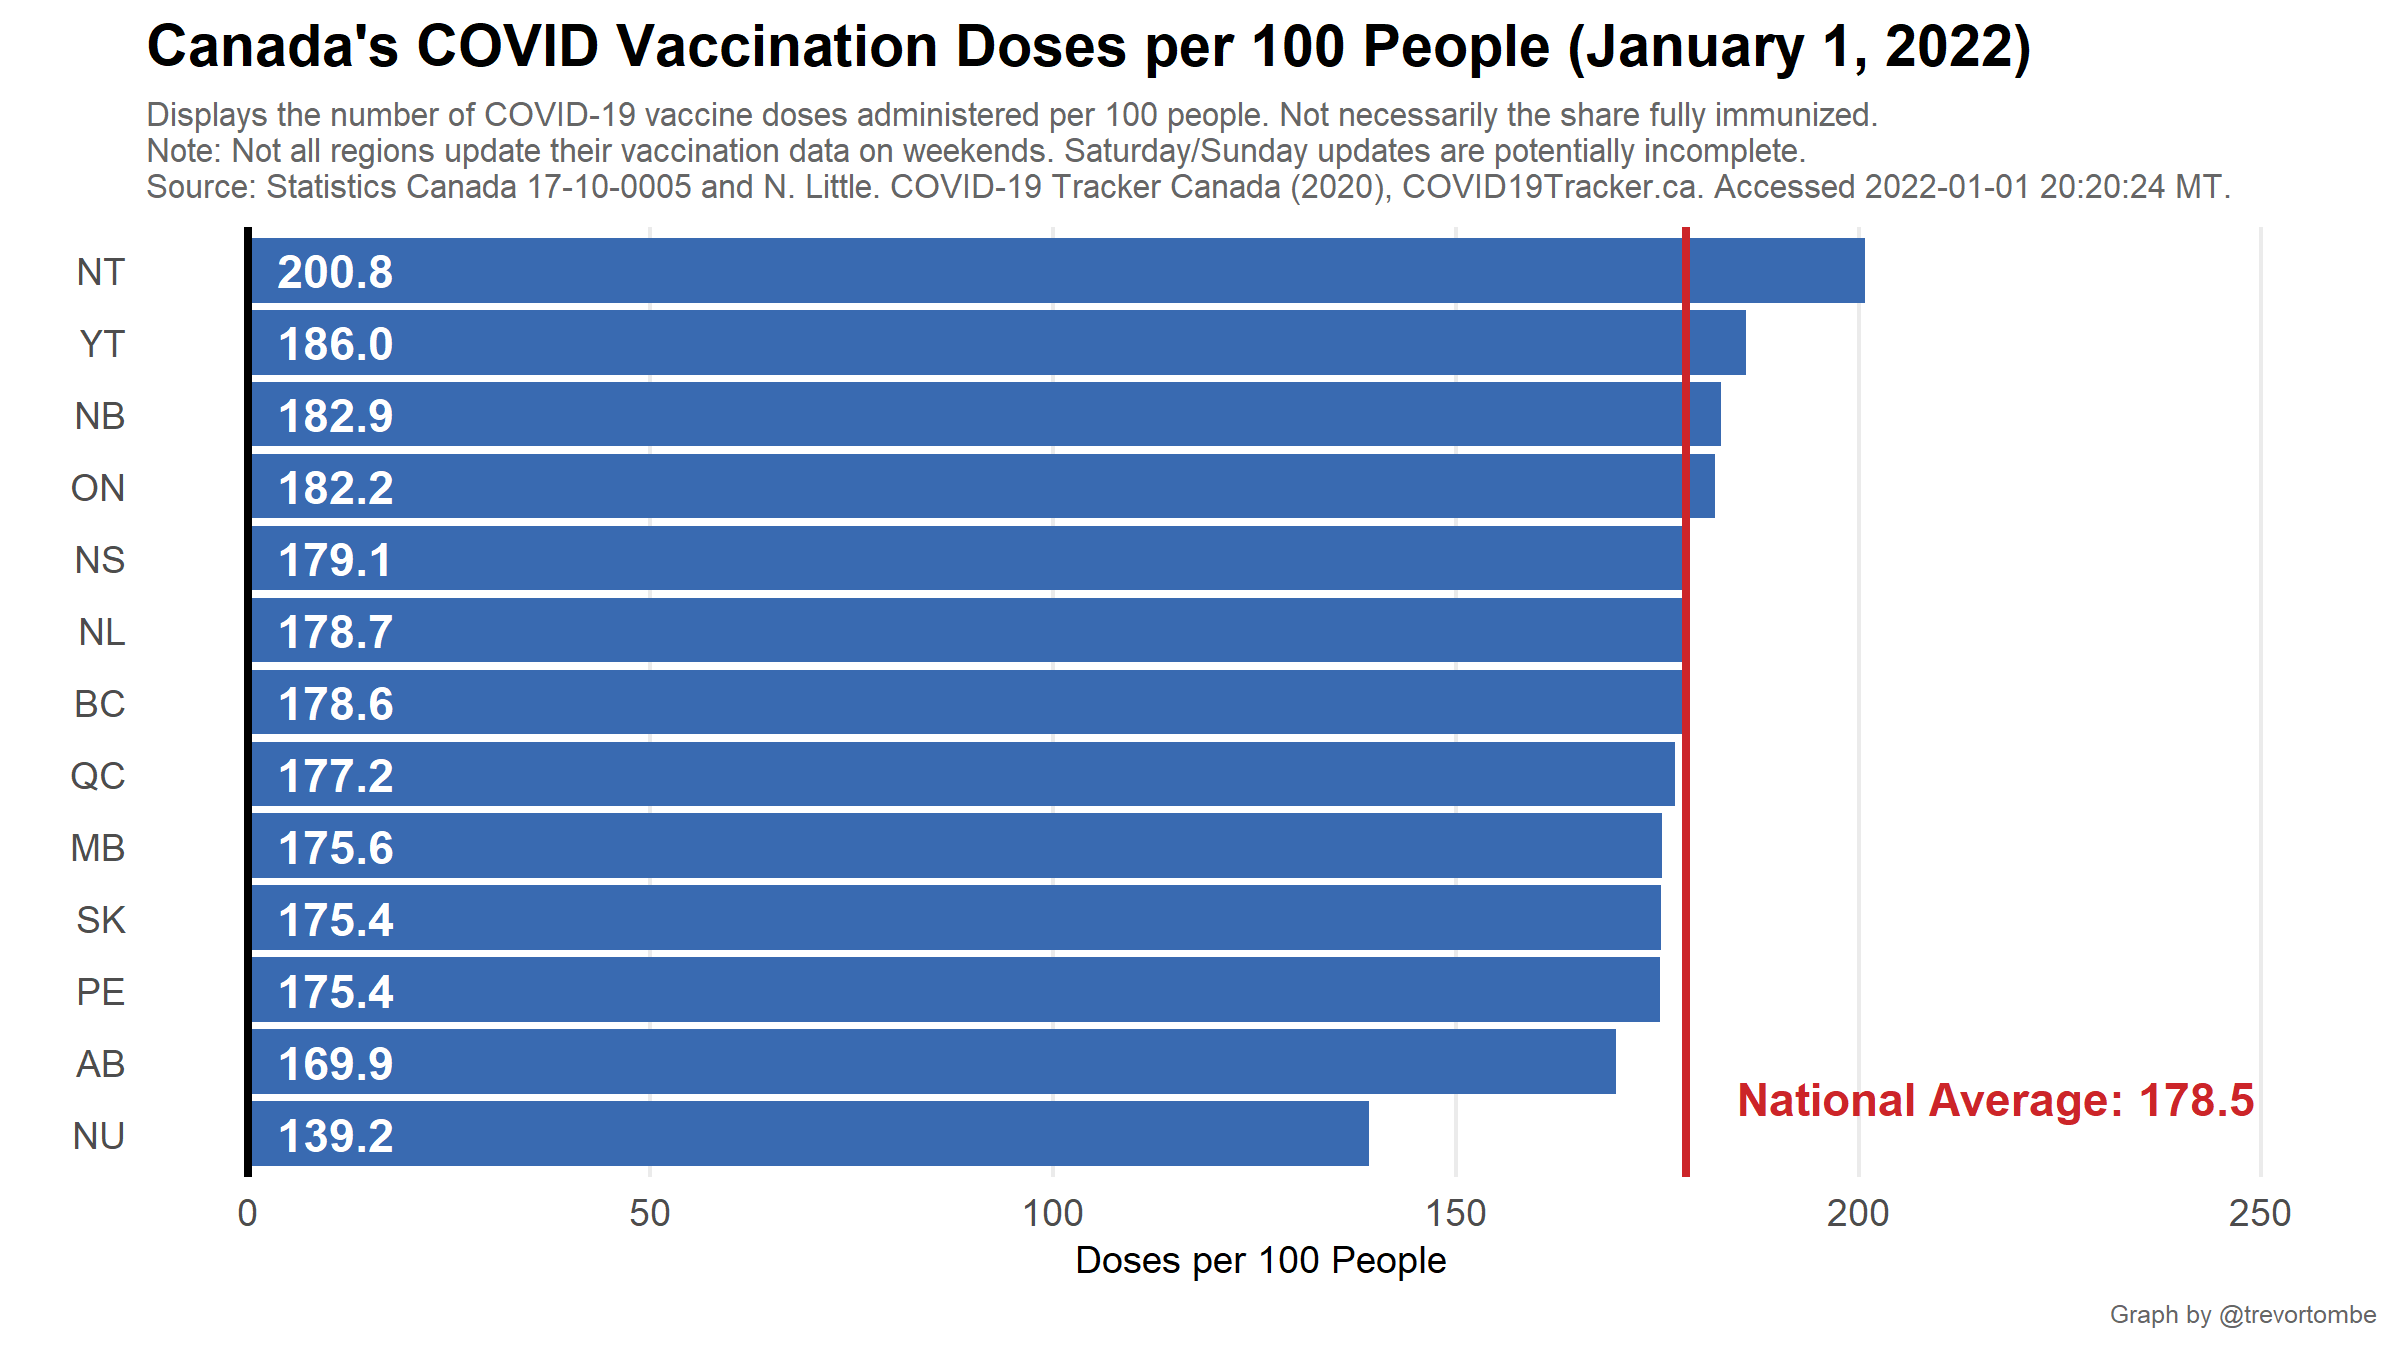 Canada's COVID Vaccination Doses per 100 People (January 1, 2022)
Displays the number of COVID-19 vaccine doses administered per 100 people. Not necessarily the share fully immunized.
Note: Not all regions update their vaccination data on weekends. Saturday/Sunday updates are potentially incomplete.
Source: Statistics Canada 17-10-0005 and N. Little. COVID-19 Tracker Canada (2020), COVID19Tracker.ca. Accessed 2022-01-01 20:20:24 MT.
NT 200.8
YT 186.0
NB 182.9
ON 182.2
NS 179.1
NL 178.7
BC 178.6
QC 177.2
MB 175.6
SK 175.4
PE 175.4
AB 169.9
National Average: 178.5
NU 139.2
0 50 100 150 200 250
Doses per 100 People
Graph by @trevortombe